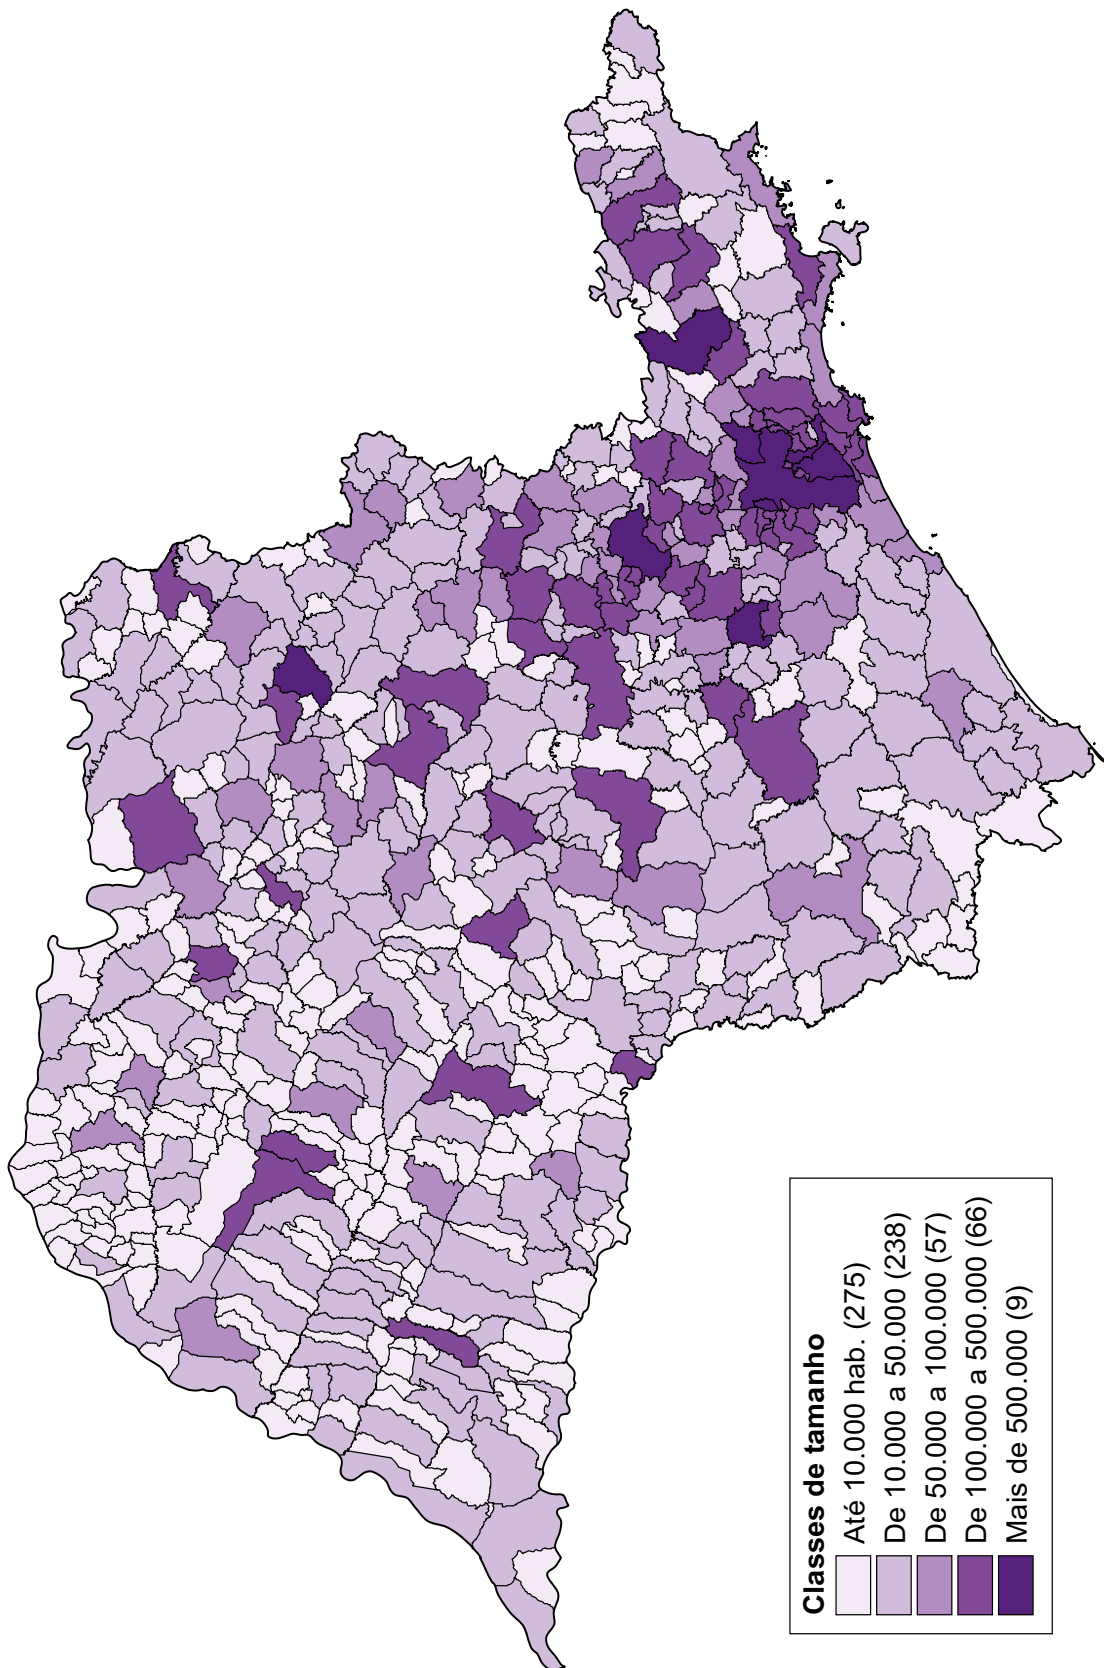 Classes de tamanho
Até 10.000 hab. (275)
De 10.000 a 50.000 (238)
De 50.000 a 100.000 (57)
De 100.000 a 500.000 (66)
Mais de 500.000 (9)